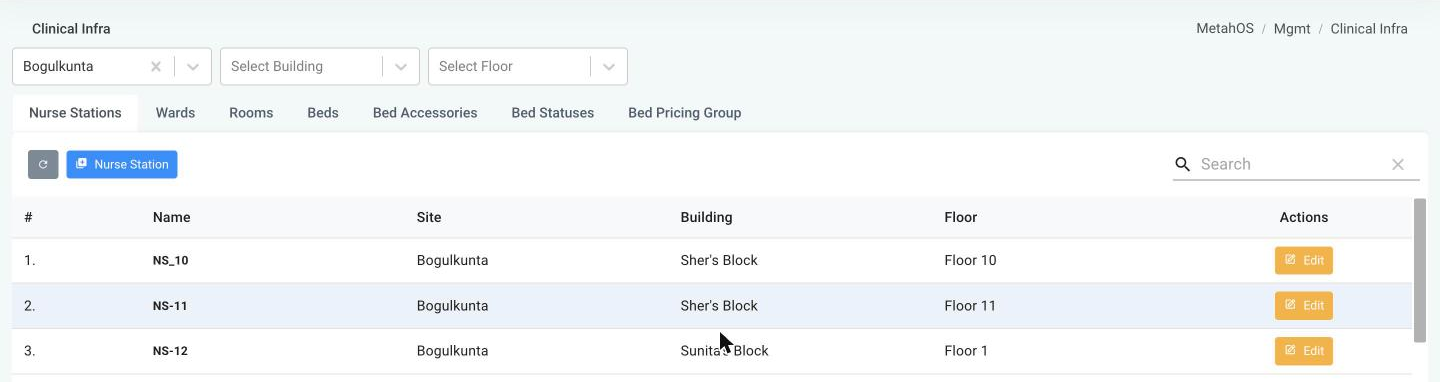 Clinical Infra
MetahOS / Mgmt / Clinical Infra
Bogulkunta Select Building Select Floor
Nurse Stations Wards Rooms Beds Bed Accessories Bed Statuses Bed Pricing Group
Nurse Station Search
# Name Site Building Floor Actions
1. NS_10 Bogulkunta Sher's Block Floor 10 Edit
2. NS-11 Bogulkunta Sher's Block Floor 11 Edit
3. NS-12 Bogulkunta Sunita's Block Floor 1 Edit